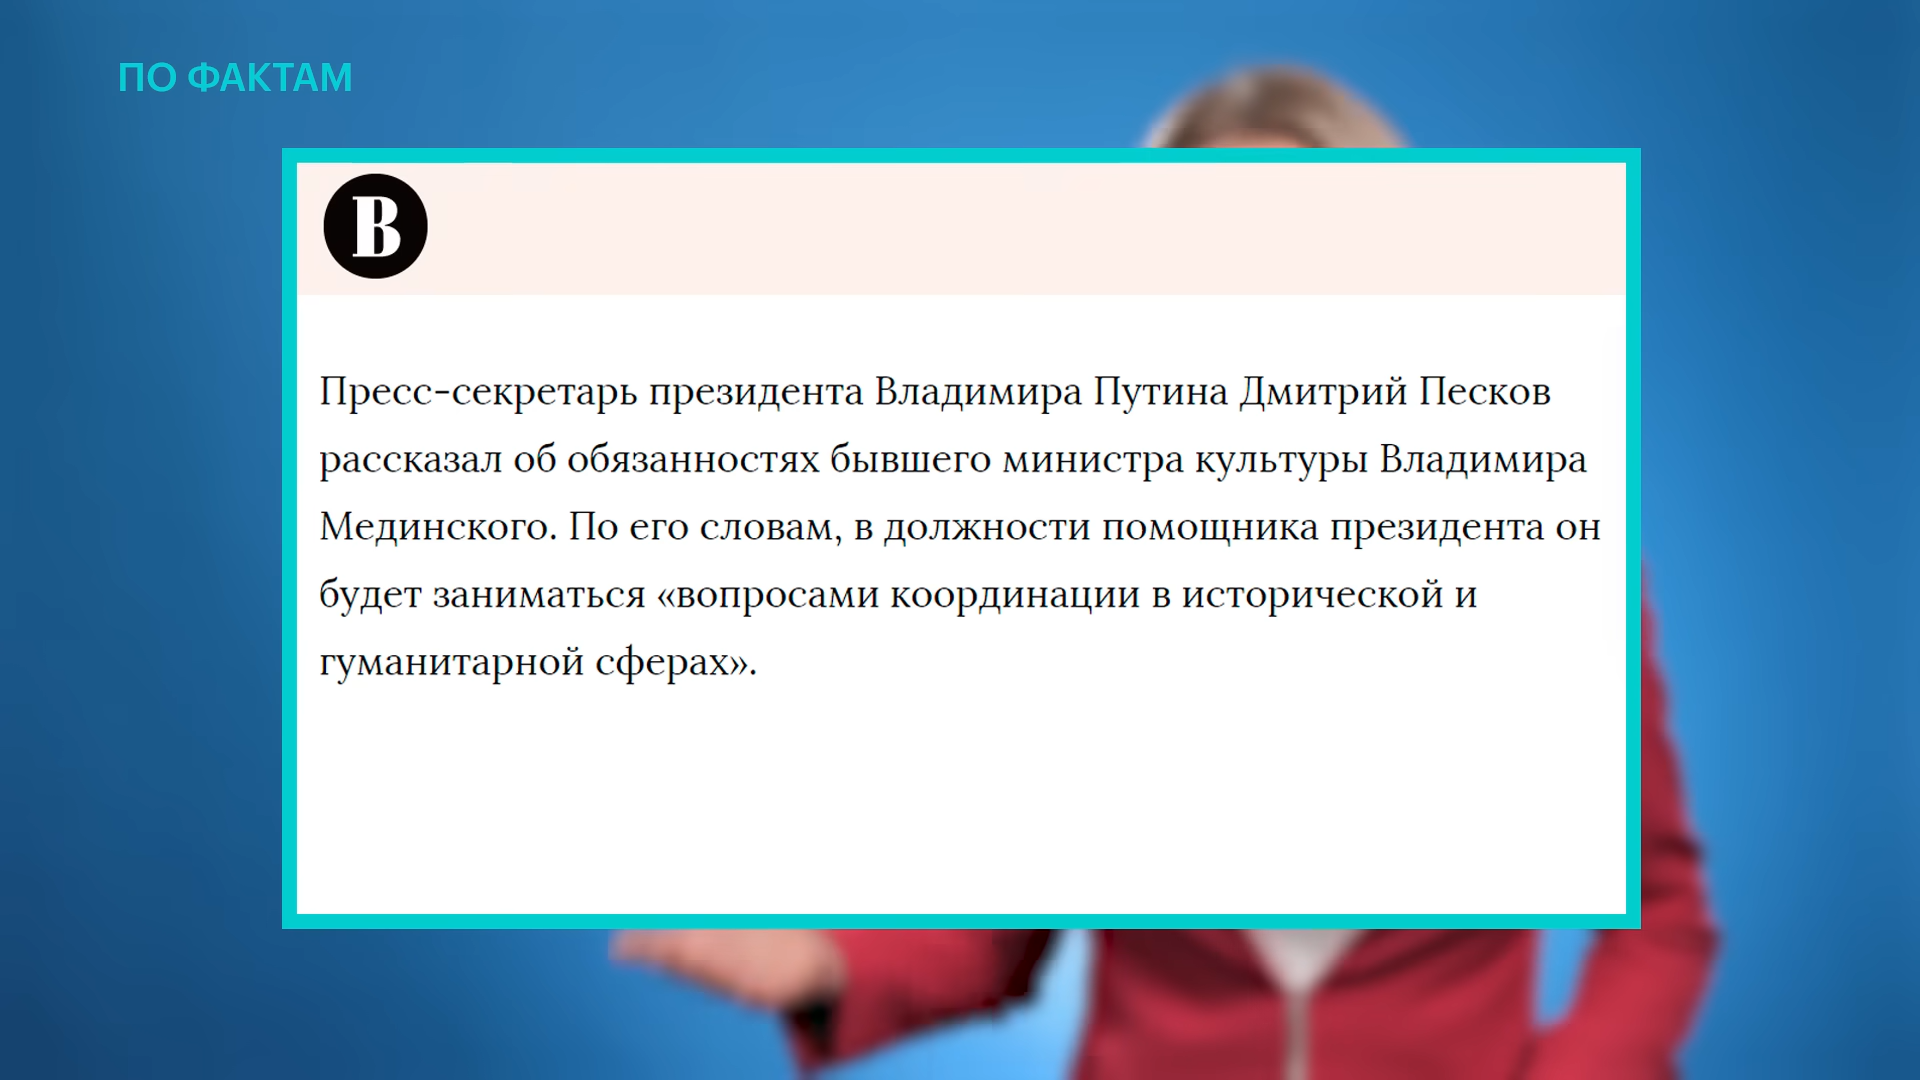 ПО ФАКТАМ
В
Пресс-секретарь президента Владимира Путина Дмитрий Песков
рассказал об обязанностях бывшего министра культуры Владимира
Мединского. По его словам, в должности помощника президента он
будет заниматься «вопросами координации в исторической и
гуманитарной сферах».